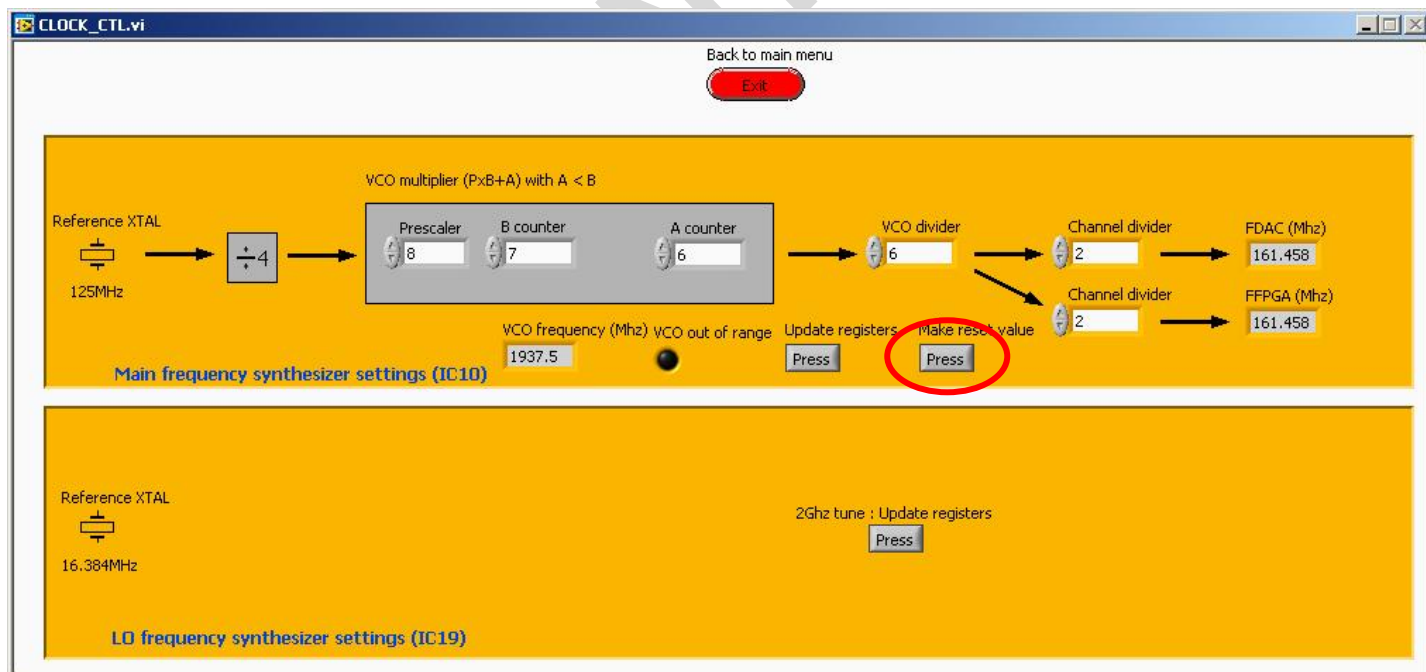 CLOCK_CTL.vi
Back to main menu
Exit
VCO multiplier (PxB+A) with A < B
Reference XTAL
125MHz
÷4
Prescaler
8
B counter
7
A counter
6
VCO divider
6
Channel divider
2
FDAC (Mhz)
161.458
Channel divider
2
FFPGA (Mhz)
161.458
VCO frequency (Mhz)
1937.5
VCO out of range
Update registers
Press
Make reset value
Press
Main frequency synthesizer settings (IC10)
Reference XTAL
16.384MHz
2Ghz tune : Update registers
Press
LO frequency synthesizer settings (IC19)